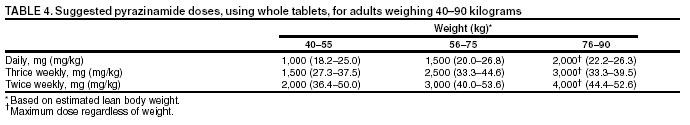 TABLE 4. Suggested pyrazinamide doses, using whole tablets, for adults weighing 40–90 kilograms
Weight (kg)*
40–55 56–75 76–90
Daily, mg (mg/kg) 1,000 (18.2–25.0) 1,500 (20.0–26.8) 2,000† (22.2–26.3)
Thrice weekly, mg (mg/kg) 1,500 (27.3–37.5) 2,500 (33.3–44.6) 3,000† (33.3–39.5)
Twice weekly, mg (mg/kg) 2,000 (36.4–50.0) 3,000 (40.0–53.6) 4,000† (44.4–52.6)
* Based on estimated lean body weight.
† Maximum dose regardless of weight.